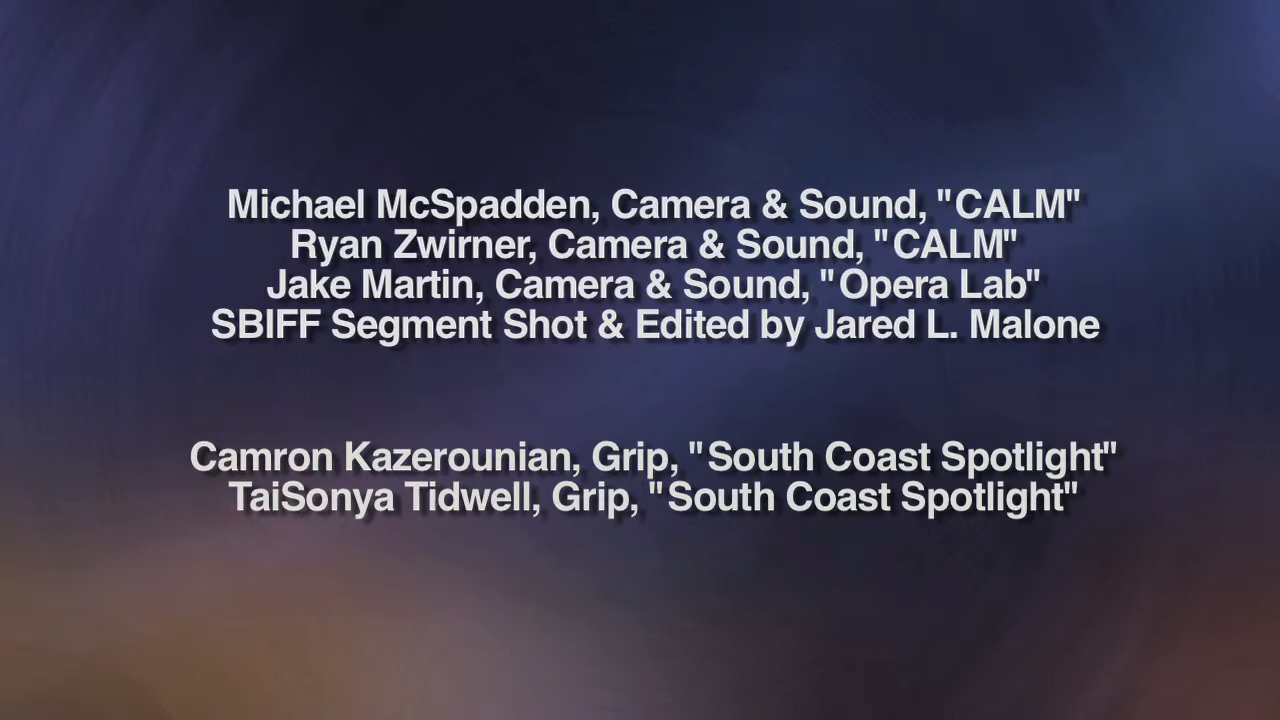 Michael McSpadden, Camera & Sound, "CALM"
Ryan Zwirner, Camera & Sound, "CALM"
Jake Martin, Camera & Sound, "Opera Lab"
SBIFF Segment Shot & Edited by Jared L. Malone
Camron Kazerounian, Grip, "South Coast Spotlight"
TaiSonya Tidwell, Grip, "South Coast Spotlight"